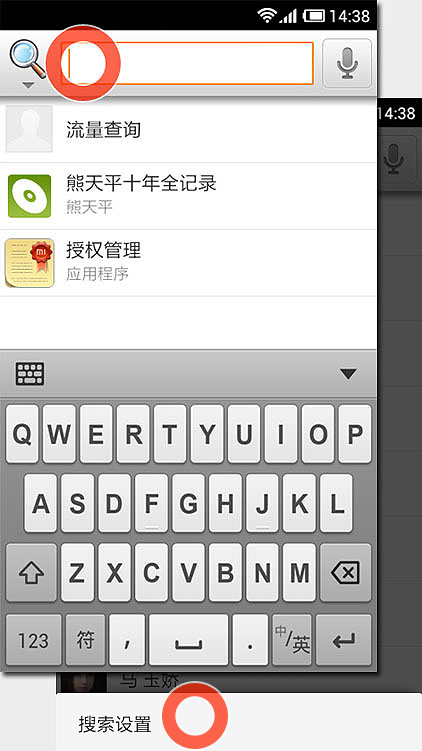 14:38
14:38
流量查询
熊天平十年全记录
熊天平
mi
授权管理
应用程序
Q W E R T Y U I O P
A S D F G H J K L
Z X C V B N M
123 符 , . 中/英
马 玉娇
搜索设置